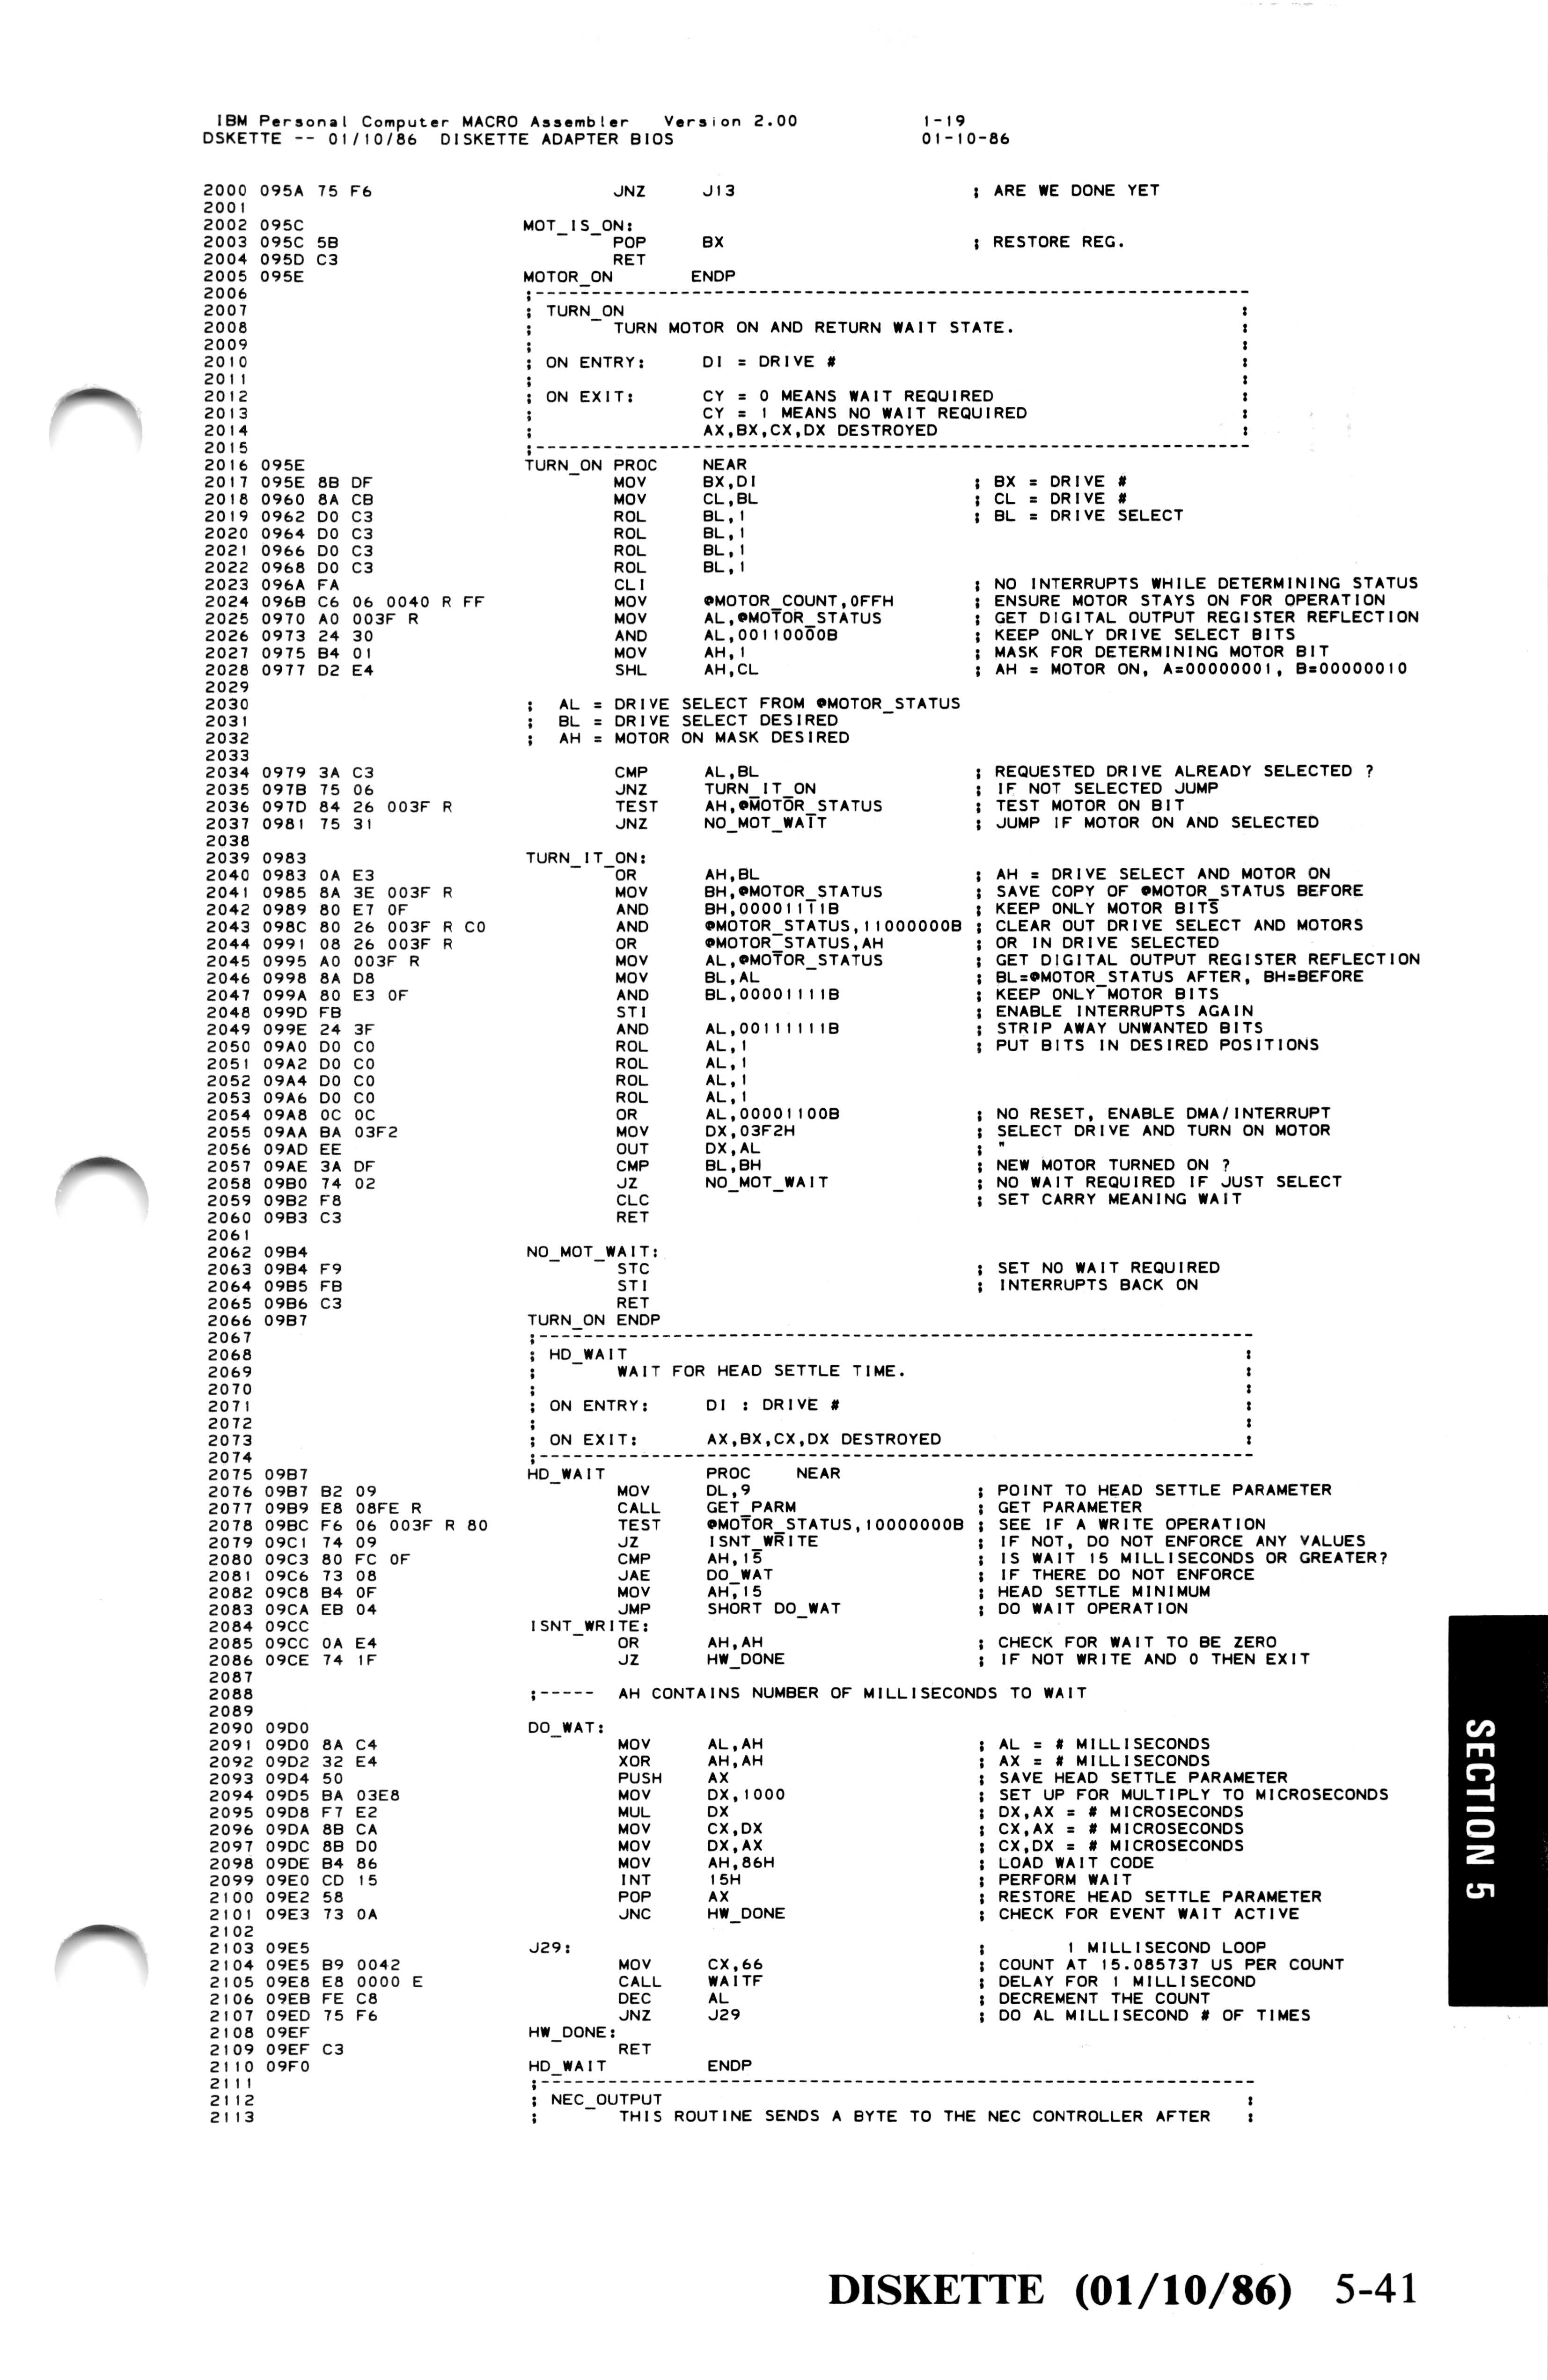 IBM Personal Computer MACRO Assembler   Version 2.00               1-19
DSKETTE -- 01/10/86  DISKETTE ADAPTER BIOS                         01-10-86
2000 095A 75 F6 JNZ J13 ; ARE WE DONE YET
2001
2002 095C MOT_IS_ON:
2003 095C 5B POP BX ; RESTORE REG.
2004 095D C3 RET
2005 095E MOTOR_ON ENDP
2006 ;-------------------------------------------------------------------------------
2007 ; TURN_ON :
2008 ; TURN MOTOR ON AND RETURN WAIT STATE. :
2009 ; :
2010 ; ON ENTRY: DI = DRIVE # :
2011 ; :
2012 ; ON EXIT: CY = 0 MEANS WAIT REQUIRED :
2013 ; CY = 1 MEANS NO WAIT REQUIRED :
2014 ; AX,BX,CX,DX DESTROYED :
2015 ;-------------------------------------------------------------------------------
2016 095E TURN_ON PROC NEAR
2017 095E 8B DF MOV BX,DI ; BX = DRIVE #
2018 0960 8A CB MOV CL,BL ; CL = DRIVE #
2019 0962 D0 C3 ROL BL,1 ; BL = DRIVE SELECT
2020 0964 D0 C3 ROL BL,1
2021 0966 D0 C3 ROL BL,1
2022 0968 D0 C3 ROL BL,1
2023 096A FA CLI ; NO INTERRUPTS WHILE DETERMINING STATUS
2024 096B C6 06 0040 R FF MOV @MOTOR_COUNT,0FFH ; ENSURE MOTOR STAYS ON FOR OPERATION
2025 0970 A0 003F R MOV AL,@MOTOR_STATUS ; GET DIGITAL OUTPUT REGISTER REFLECTION
2026 0973 24 30 AND AL,00110000B ; KEEP ONLY DRIVE SELECT BITS
2027 0975 B4 01 MOV AH,1 ; MASK FOR DETERMINING MOTOR BIT
2028 0977 D2 E4 SHL AH,CL ; AH = MOTOR ON, A=00000001, B=00000010
2029
2030 ; AL = DRIVE SELECT FROM @MOTOR_STATUS
2031 ; BL = DRIVE SELECT DESIRED
2032 ; AH = MOTOR ON MASK DESIRED
2033
2034 0979 3A C3 CMP AL,BL ; REQUESTED DRIVE ALREADY SELECTED ?
2035 097B 75 06 JNZ TURN_IT_ON ; IF NOT SELECTED JUMP
2036 097D 84 26 003F R TEST AH,@MOTOR_STATUS ; TEST MOTOR ON BIT
2037 0981 75 31 JNZ NO_MOT_WAIT ; JUMP IF MOTOR ON AND SELECTED
2038
2039 0983 TURN_IT_ON:
2040 0983 0A E3 OR AH,BL ; AH = DRIVE SELECT AND MOTOR ON
2041 0985 8A 3E 003F R MOV BH,@MOTOR_STATUS ; SAVE COPY OF @MOTOR_STATUS BEFORE
2042 0989 80 E7 0F AND BH,00001111B ; KEEP ONLY MOTOR BITS
2043 098C 80 26 003F R C0 AND @MOTOR_STATUS,11000000B ; CLEAR OUT DRIVE SELECT AND MOTORS
2044 0991 08 26 003F R OR @MOTOR_STATUS,AH ; OR IN DRIVE SELECTED
2045 0995 A0 003F R MOV AL,@MOTOR_STATUS ; GET DIGITAL OUTPUT REGISTER REFLECTION
2046 0998 8A D8 MOV BL,AL ; BL=@MOTOR_STATUS AFTER, BH=BEFORE
2047 099A 80 E3 0F AND BL,00001111B ; KEEP ONLY MOTOR BITS
2048 099D FB STI ; ENABLE INTERRUPTS AGAIN
2049 099E 24 3F AND AL,00111111B ; STRIP AWAY UNWANTED BITS
2050 09A0 D0 C0 ROL AL,1 ; PUT BITS IN DESIRED POSITIONS
2051 09A2 D0 C0 ROL AL,1
2052 09A4 D0 C0 ROL AL,1
2053 09A6 D0 C0 ROL AL,1
2054 09A8 0C 0C OR AL,00001100B ; NO RESET, ENABLE DMA/INTERRUPT
2055 09AA BA 03F2 MOV DX,03F2H ; SELECT DRIVE AND TURN ON MOTOR
2056 09AD EE OUT DX,AL ; "
2057 09AE 3A DF CMP BL,BH ; NEW MOTOR TURNED ON ?
2058 09B0 74 02 JZ NO_MOT_WAIT ; NO WAIT REQUIRED IF JUST SELECT
2059 09B2 F8 CLC ; SET CARRY MEANING WAIT
2060 09B3 C3 RET
2061
2062 09B4 NO_MOT_WAIT:
2063 09B4 F9 STC ; SET NO WAIT REQUIRED
2064 09B5 FB STI ; INTERRUPTS BACK ON
2065 09B6 C3 RET
2066 09B7 TURN_ON ENDP
2067 ;-------------------------------------------------------------------------------
2068 ; HD_WAIT :
2069 ; WAIT FOR HEAD SETTLE TIME. :
2070 ; :
2071 ; ON ENTRY: DI : DRIVE # :
2072 ; :
2073 ; ON EXIT: AX,BX,CX,DX DESTROYED :
2074 ;-------------------------------------------------------------------------------
2075 09B7 HD_WAIT PROC NEAR
2076 09B7 B2 09 MOV DL,9 ; POINT TO HEAD SETTLE PARAMETER
2077 09B9 E8 08FE R CALL GET_PARM ; GET PARAMETER
2078 09BC F6 06 003F R 80 TEST @MOTOR_STATUS,10000000B ; SEE IF A WRITE OPERATION
2079 09C1 74 09 JZ ISNT_WRITE ; IF NOT, DO NOT ENFORCE ANY VALUES
2080 09C3 80 FC 0F CMP AH,15 ; IS WAIT 15 MILLISECONDS OR GREATER?
2081 09C6 73 08 JAE DO_WAT ; IF THERE DO NOT ENFORCE
2082 09C8 B4 0F MOV AH,15 ; HEAD SETTLE MINIMUM
2083 09CA EB 04 JMP SHORT DO_WAT ; DO WAIT OPERATION
2084 09CC ISNT_WRITE:
2085 09CC 0A E4 OR AH,AH ; CHECK FOR WAIT TO BE ZERO
2086 09CE 74 1F JZ HW_DONE ; IF NOT WRITE AND 0 THEN EXIT
2087
2088 ;----- AH CONTAINS NUMBER OF MILLISECONDS TO WAIT
2089
2090 09D0 DO_WAT:
2091 09D0 8A C4 MOV AL,AH ; AL = # MILLISECONDS
2092 09D2 32 E4 XOR AH,AH ; AX = # MILLISECONDS
2093 09D4 50 PUSH AX ; SAVE HEAD SETTLE PARAMETER
2094 09D5 BA 03E8 MOV DX,1000 ; SET UP FOR MULTIPLY TO MICROSECONDS
2095 09D8 F7 E2 MUL DX ; DX,AX = # MICROSECONDS
2096 09DA 8B CA MOV CX,DX ; CX,AX = # MICROSECONDS
2097 09DC 8B D0 MOV DX,AX ; CX,DX = # MICROSECONDS
2098 09DE B4 86 MOV AH,86H ; LOAD WAIT CODE
2099 09E0 CD 15 INT 15H ; PERFORM WAIT
2100 09E2 58 POP AX ; RESTORE HEAD SETTLE PARAMETER
2101 09E3 73 0A JNC HW_DONE ; CHECK FOR EVENT WAIT ACTIVE
2102
2103 09E5 J29: ; 1 MILLISECOND LOOP
2104 09E5 B9 0042 MOV CX,66 ; COUNT AT 15.085737 US PER COUNT
2105 09E8 E8 0000 E CALL WAITF ; DELAY FOR 1 MILLISECOND
2106 09EB FE C8 DEC AL ; DECREMENT THE COUNT
2107 09ED 75 F6 JNZ J29 ; DO AL MILLISECOND # OF TIMES
2108 09EF HW_DONE:
2109 09EF C3 RET
2110 09F0 HD_WAIT ENDP
2111 ;-------------------------------------------------------------------------------
2112 ; NEC_OUTPUT :
2113 ; THIS ROUTINE SENDS A BYTE TO THE NEC CONTROLLER AFTER :
SECTION 5
DISKETTE (01/10/86) 5-41